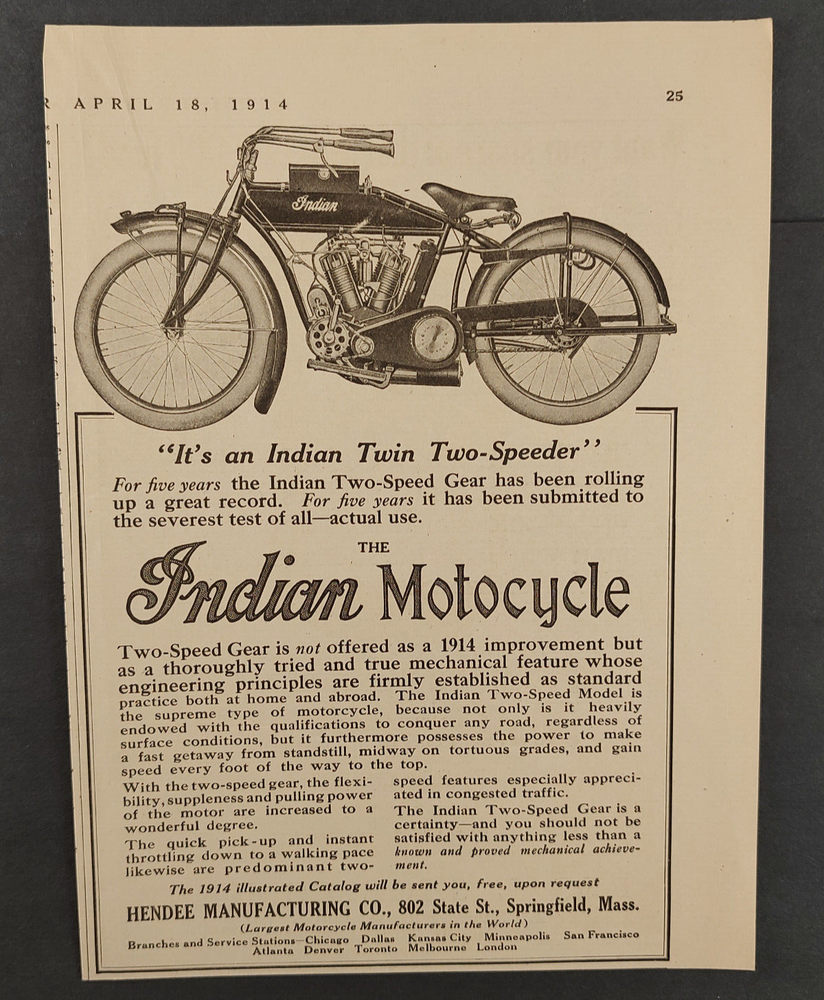 R APRIL 18, 1914
25
Indian
"It's an Indian Twin Two-Speeder"
For five years the Indian Two-Speed Gear has been rolling
up a great record. For five years it has been submitted to
the severest test of all—actual use.
THE
Indian Motocycle
Two-Speed Gear is not offered as a 1914 improvement but
as a thoroughly tried and true mechanical feature whose
engineering principles are firmly established as standard
practice both at home and abroad. The Indian Two-Speed Model is
the supreme type of motorcycle, because not only is it heavily
endowed with the qualifications to conquer any road, regardless of
surface conditions, but it furthermore possesses the power to make
a fast getaway from standstill, midway on tortuous grades, and gain
speed every foot of the way to the top.
With the two-speed gear, the flexi-
bility, suppleness and pulling power
of the motor are increased to a
wonderful degree.
The quick pick-up and instant
throttling down to a walking pace
likewise are predominant two-
speed features especially appreci-
ated in congested traffic.
The Indian Two-Speed Gear is a
certainty—and you should not be
satisfied with anything less than a
known and proved mechanical achieve-
ment.
The 1914 illustrated Catalog will be sent you, free, upon request
HENDEE MANUFACTURING CO., 802 State St., Springfield, Mass.
(Largest Motorcycle Manufacturers in the World)
Branches and Service Stations—Chicago Dallas Kansas City Minneapolis San Francisco
Atlanta Denver Toronto Melbourne London